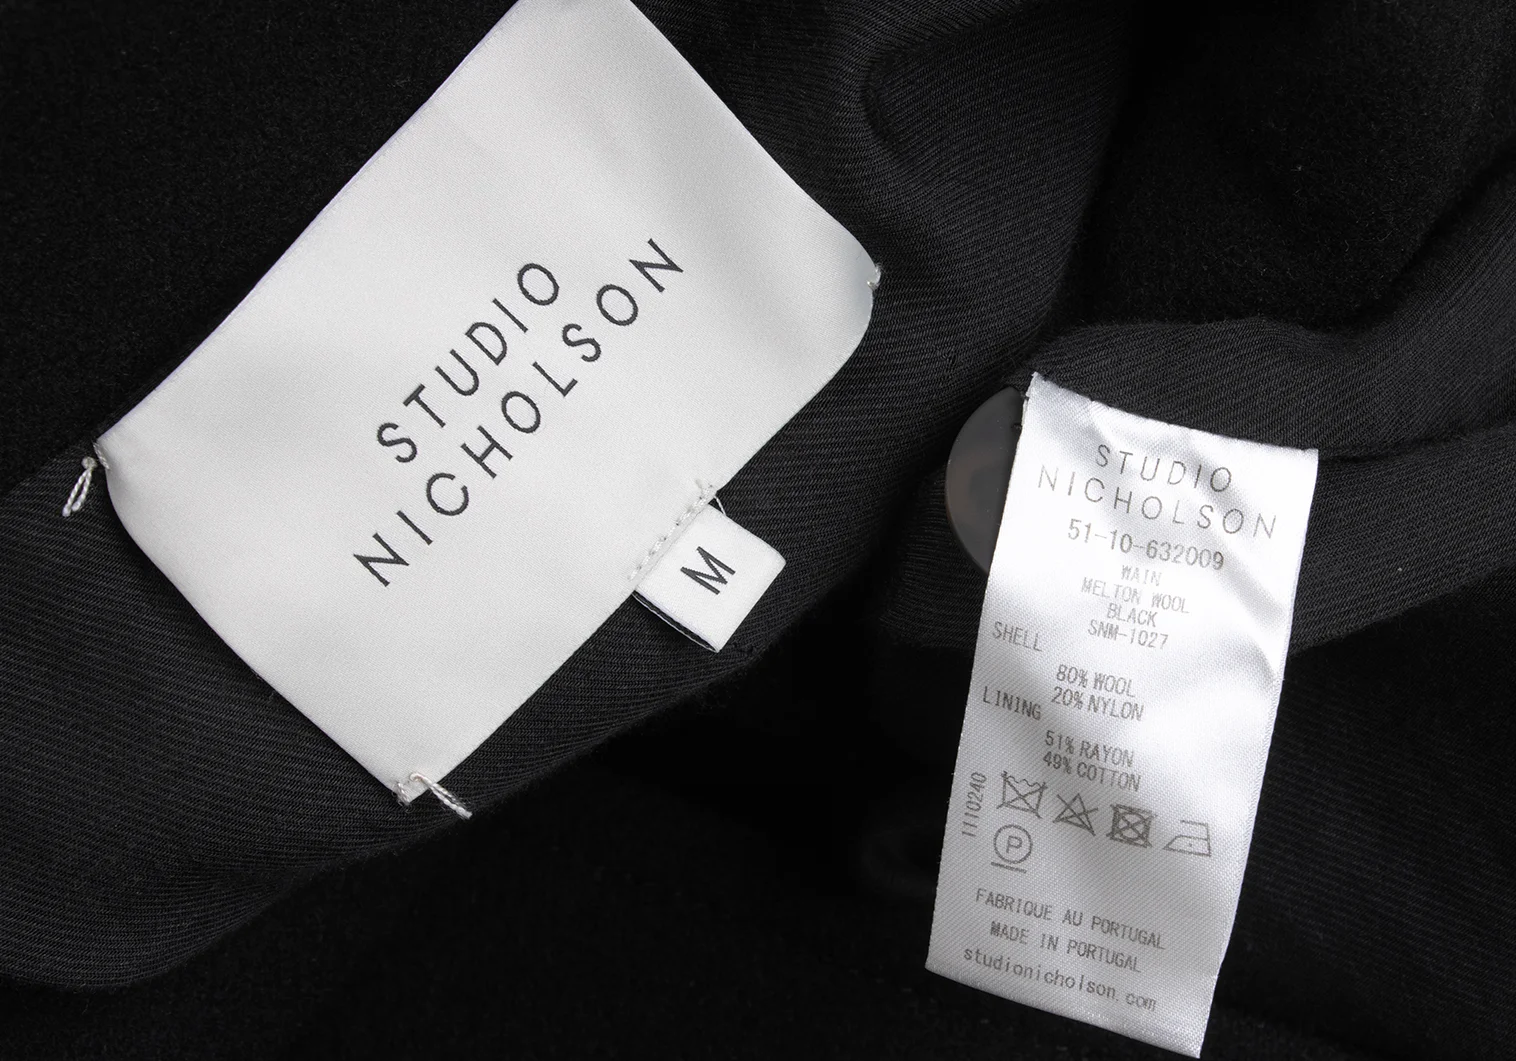 STUDIO
NICHOLSON
M
STUDIO
NICHOLSON
51-10-632009
WAIN
MELTON WOOL
BLACK
SNM-1027
SHELL
80% WOOL
20% NYLON
LINING
51% RAYON
49% COTTON
1110240
P
FABRIQUE AU PORTUGAL
MADE IN PORTUGAL
studionicholson.com